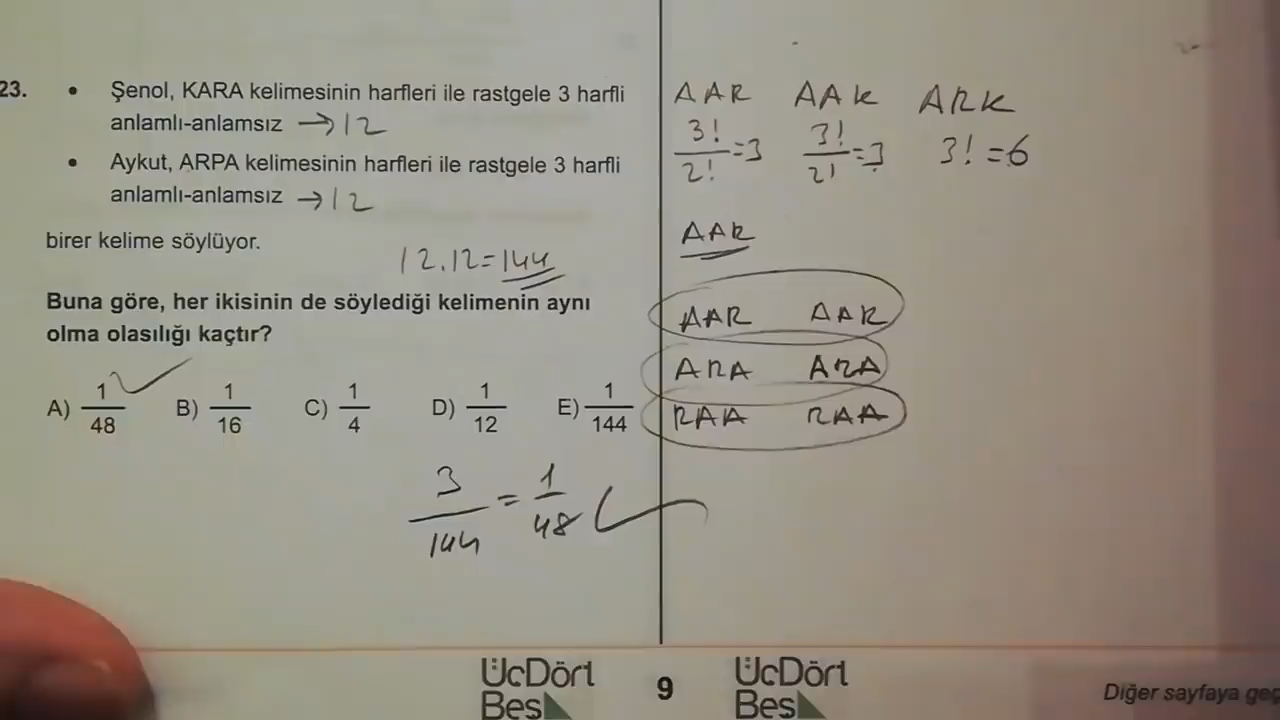 23. • Şenol, KARA kelimesinin harfleri ile rastgele 3 harfli
anlamlı-anlamsız → 12
• Aykut, ARPA kelimesinin harfleri ile rastgele 3 harfli
anlamlı-anlamsız → 12
birer kelime söylüyor.
12.12=144
Buna göre, her ikisinin de söylediği kelimenin aynı
olma olasılığı kaçtır?
A) 1/48 B) 1/16 C) 1/4 D) 1/12 E) 1/144
3/144 = 1/48
AAR AAK ARK
3!/2! =3 3!/2! =3 3! =6
AAR
AAR AAR
ARA ARA
RAA RAA
ÜcDört
Beş
9
ÜcDört
Beş
Diğer sayfaya geç